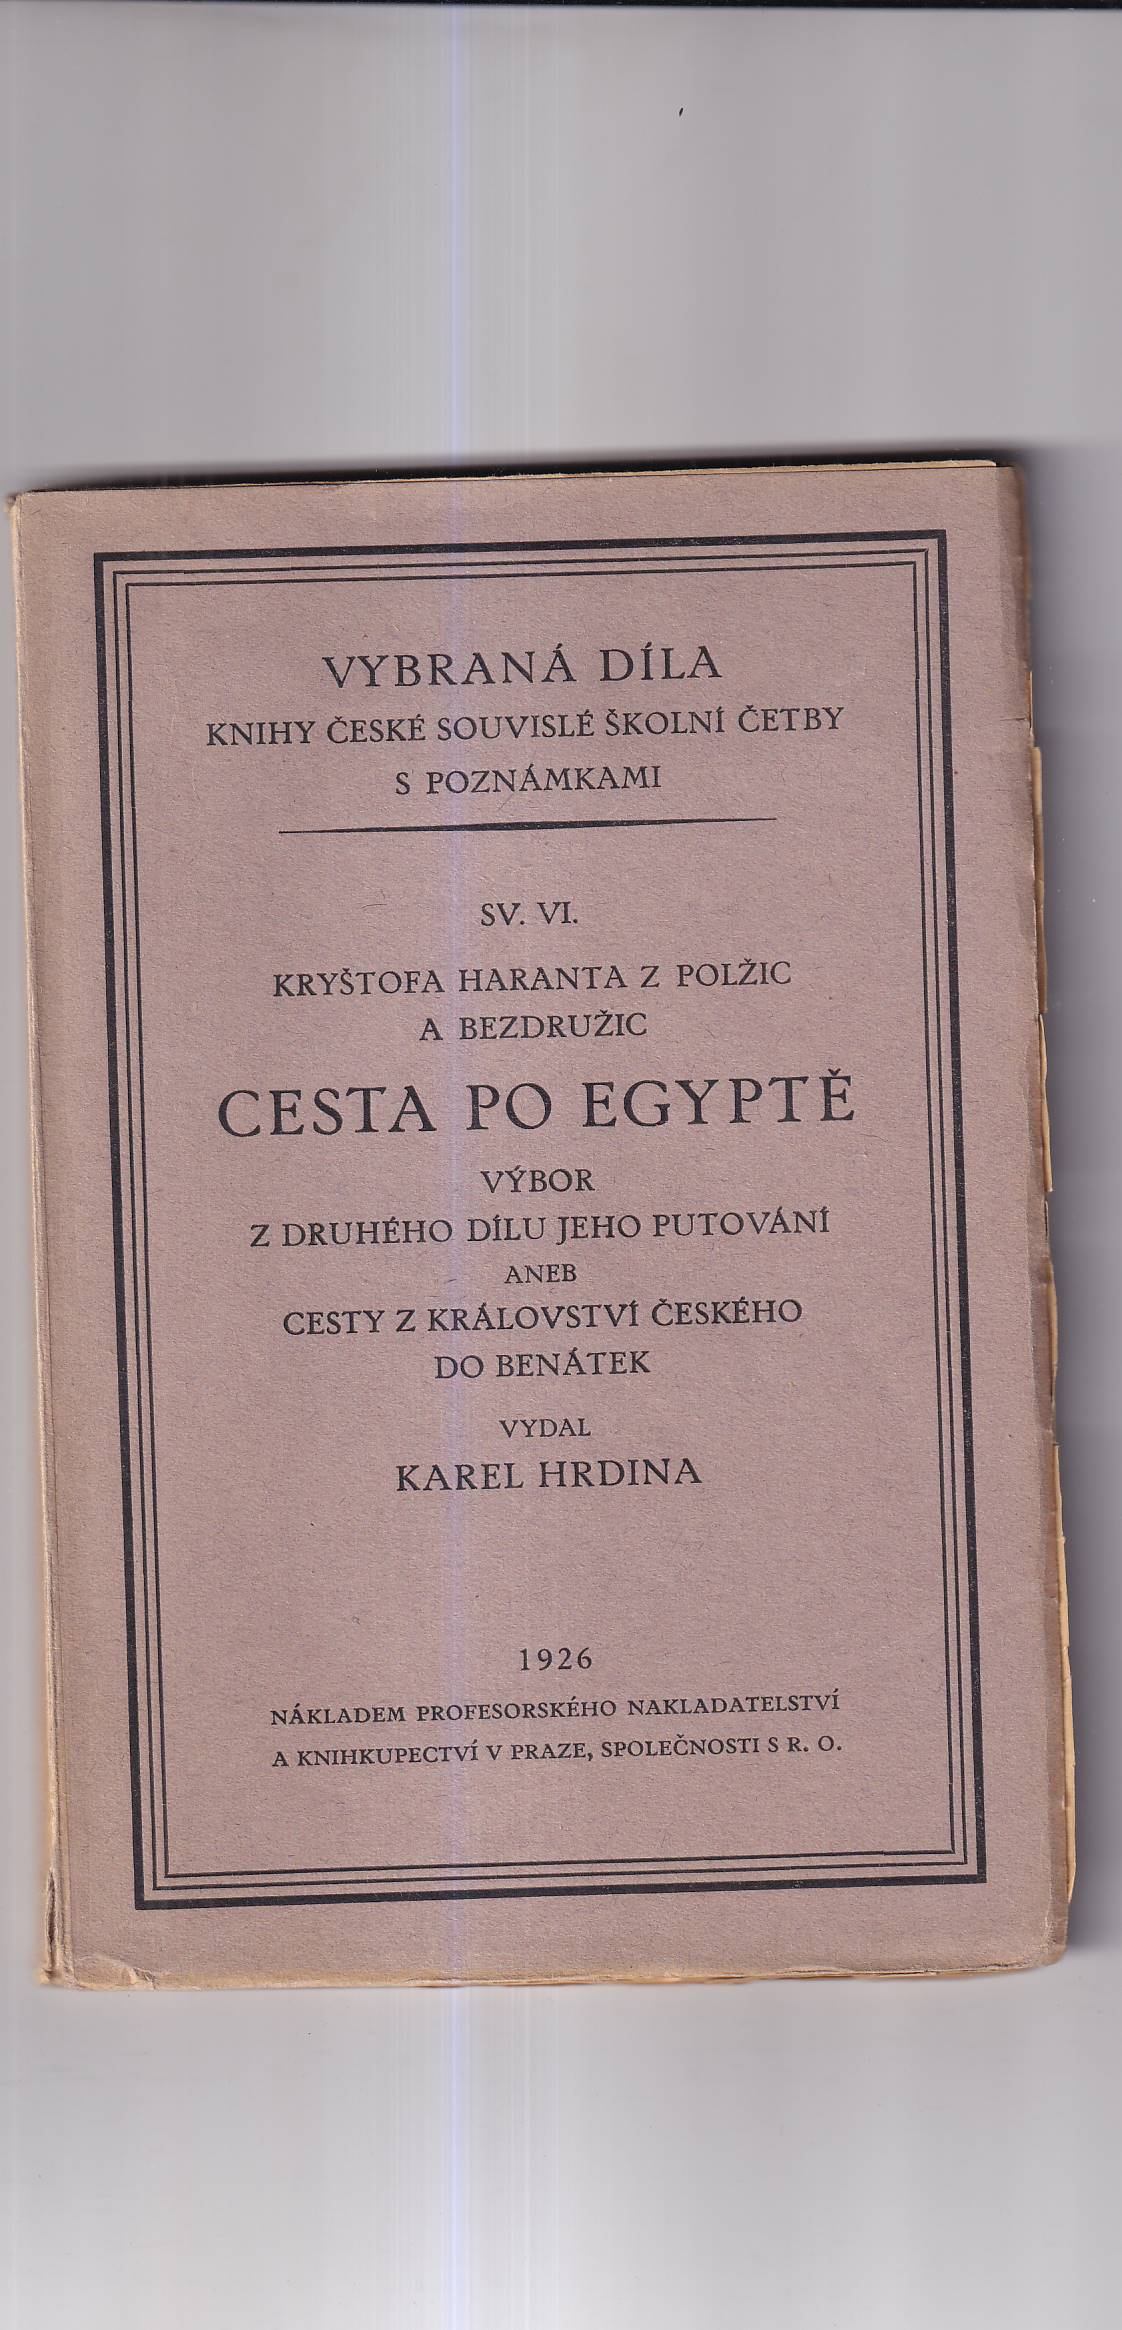 VYBRANÁ DÍLA
KNIHY ČESKÉ SOUVISLÉ ŠKOLNÍ ČETBY
S POZNÁMKAMI
SV. VI.
KRYŠTOFA HARANTA Z POLŽIC
A BEZDRUŽIC
CESTA PO EGYPTĚ
VÝBOR
Z DRUHÉHO DÍLU JEHO PUTOVÁNÍ
ANEB
CESTY Z KRÁLOVSTVÍ ČESKÉHO
DO BENÁTEK
VYDAL
KAREL HRDINA
1926
NÁKLADEM PROFESORSKÉHO NAKLADATELSTVÍ
A KNIHKUPECTVÍ V PRAZE, SPOLEČNOSTI S R. O.